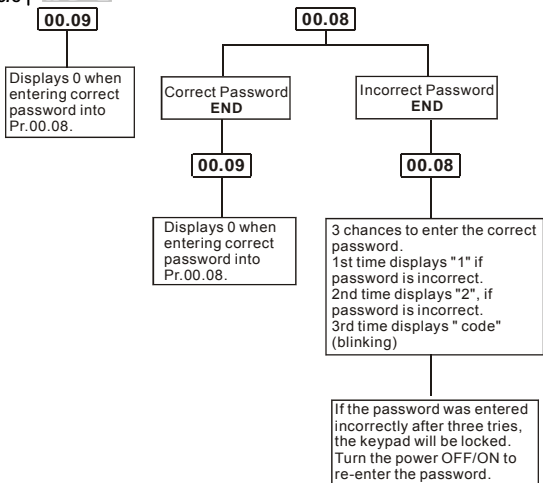 00.09
Displays 0 when
entering correct
password into
Pr.00.08.
00.08
Correct Password
END
00.09
Displays 0 when
entering correct
password into
Pr.00.08.
Incorrect Password
END
00.08
3 chances to enter the correct
password.
1st time displays "1" if
password is incorrect.
2nd time displays "2", if
password is incorrect.
3rd time displays " code"
(blinking)
If the password was entered
incorrectly after three tries,
the keypad will be locked.
Turn the power OFF/ON to
re-enter the password.